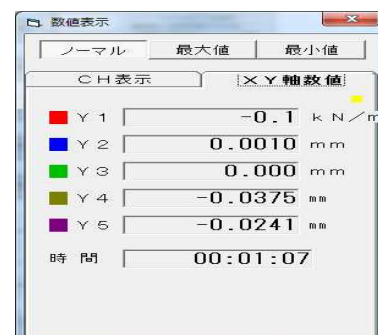 数値表示
ノーマル 最大値 最小値
CH表示 XY軸数値
Y1 -0.1 kN/m
Y2 0.0010 mm
Y3 0.000 mm
Y4 -0.0375 mm
Y5 -0.0241 mm
時間 00:01:07